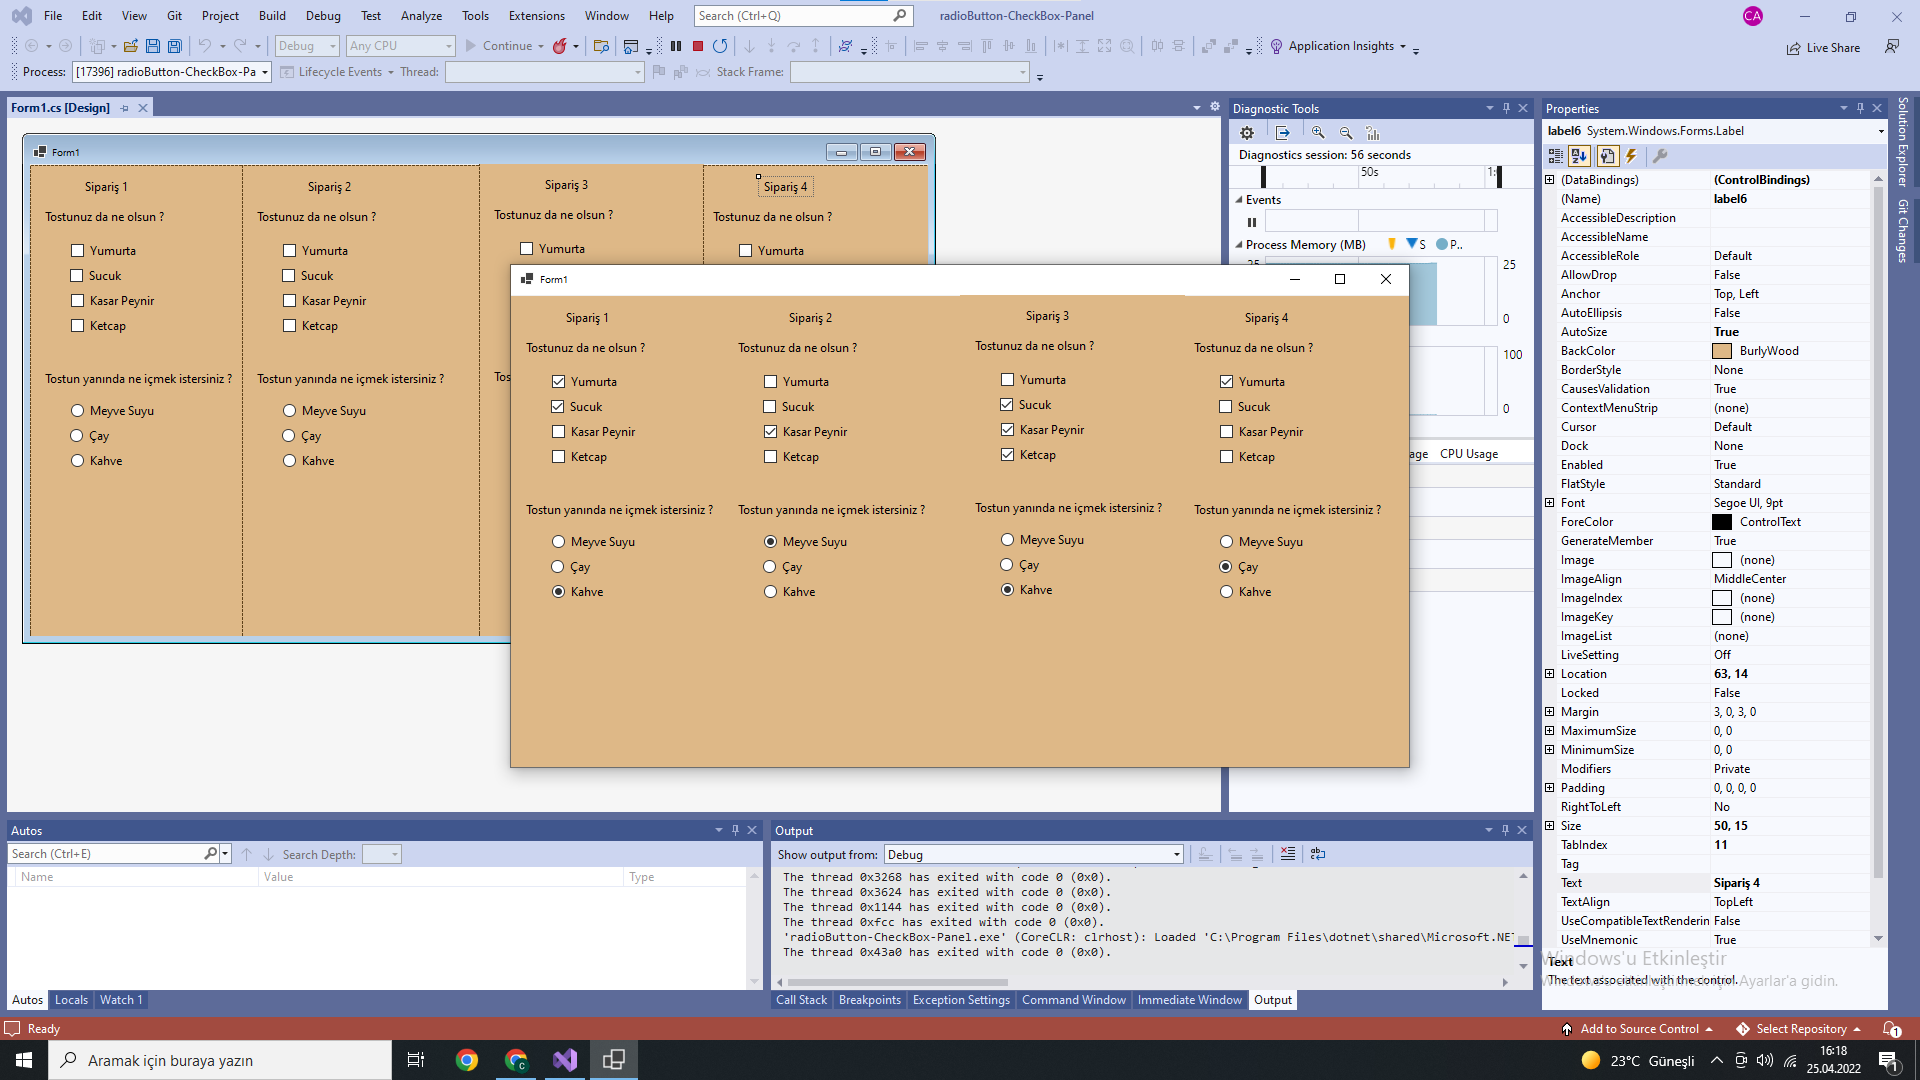 File Edit View Git Project Build Debug Test Analyze Tools Extensions Window Help Search (Ctrl+Q) radioButton-CheckBox-Panel CA
Debug Any CPU Continue Application Insights Live Share
Process: [17396] radioButton-CheckBox-Pa Lifecycle Events Thread: Stack Frame:
Form1.cs [Design]
Form1
Sipariş 1 Sipariş 2 Sipariş 3 Sipariş 4
Tostunuz da ne olsun ? Tostunuz da ne olsun ? Tostunuz da ne olsun ? Tostunuz da ne olsun ?
Yumurta Yumurta Yumurta Yumurta
Sucuk Sucuk
Kasar Peynir Kasar Peynir
Ketcap Ketcap
Tostun yanında ne içmek istersiniz ? Tostun yanında ne içmek istersiniz ? Tos
Meyve Suyu Meyve Suyu
Çay Çay
Kahve Kahve
Form1
Sipariş 1 Sipariş 2 Sipariş 3 Sipariş 4
Tostunuz da ne olsun ? Tostunuz da ne olsun ? Tostunuz da ne olsun ? Tostunuz da ne olsun ?
Yumurta Yumurta Yumurta Yumurta
Sucuk Sucuk Sucuk Sucuk
Kasar Peynir Kasar Peynir Kasar Peynir Kasar Peynir
Ketcap Ketcap Ketcap Ketcap
Tostun yanında ne içmek istersiniz ? Tostun yanında ne içmek istersiniz ? Tostun yanında ne içmek istersiniz ? Tostun yanında ne içmek istersiniz ?
Meyve Suyu Meyve Suyu Meyve Suyu Meyve Suyu
Çay Çay Çay Çay
Kahve Kahve Kahve Kahve
Diagnostic Tools
Diagnostics session: 56 seconds
50s 1:
Events
Process Memory (MB) S P..
25 25
0
100
0
age CPU Usage
Properties
label6 System.Windows.Forms.Label
(DataBindings) (ControlBindings)
(Name) label6
AccessibleDescription
AccessibleName
AccessibleRole Default
AllowDrop False
Anchor Top, Left
AutoEllipsis False
AutoSize True
BackColor BurlyWood
BorderStyle None
CausesValidation True
ContextMenuStrip (none)
Cursor Default
Dock None
Enabled True
FlatStyle Standard
Font Segoe UI, 9pt
ForeColor ControlText
GenerateMember True
Image (none)
ImageAlign MiddleCenter
ImageIndex (none)
ImageKey (none)
ImageList (none)
LiveSetting Off
Location 63, 14
Locked False
Margin 3, 0, 3, 0
MaximumSize 0, 0
MinimumSize 0, 0
Modifiers Private
Padding 0, 0, 0, 0
RightToLeft No
Size 50, 15
TabIndex 11
Tag
Text Sipariş 4
TextAlign TopLeft
UseCompatibleTextRenderin False
UseMnemonic True
Text
The text associated with the control.
Windows'u Etkinleştir
Ayarlar'a gidin.
Solution Explorer
Git Changes
Autos
Search (Ctrl+E) Search Depth:
Name Value Type
Autos Locals Watch 1
Output
Show output from: Debug
The thread 0x3268 has exited with code 0 (0x0).
The thread 0x3624 has exited with code 0 (0x0).
The thread 0x1144 has exited with code 0 (0x0).
The thread 0xfcc has exited with code 0 (0x0).
'radioButton-CheckBox-Panel.exe' (CoreCLR: clrhost): Loaded 'C:\Program Files\dotnet\shared\Microsoft.NE
The thread 0x43a0 has exited with code 0 (0x0).
Call Stack Breakpoints Exception Settings Command Window Immediate Window Output
Ready Add to Source Control Select Repository 1
Aramak için buraya yazın 23°C Güneşli 16:18
25.04.2022 1